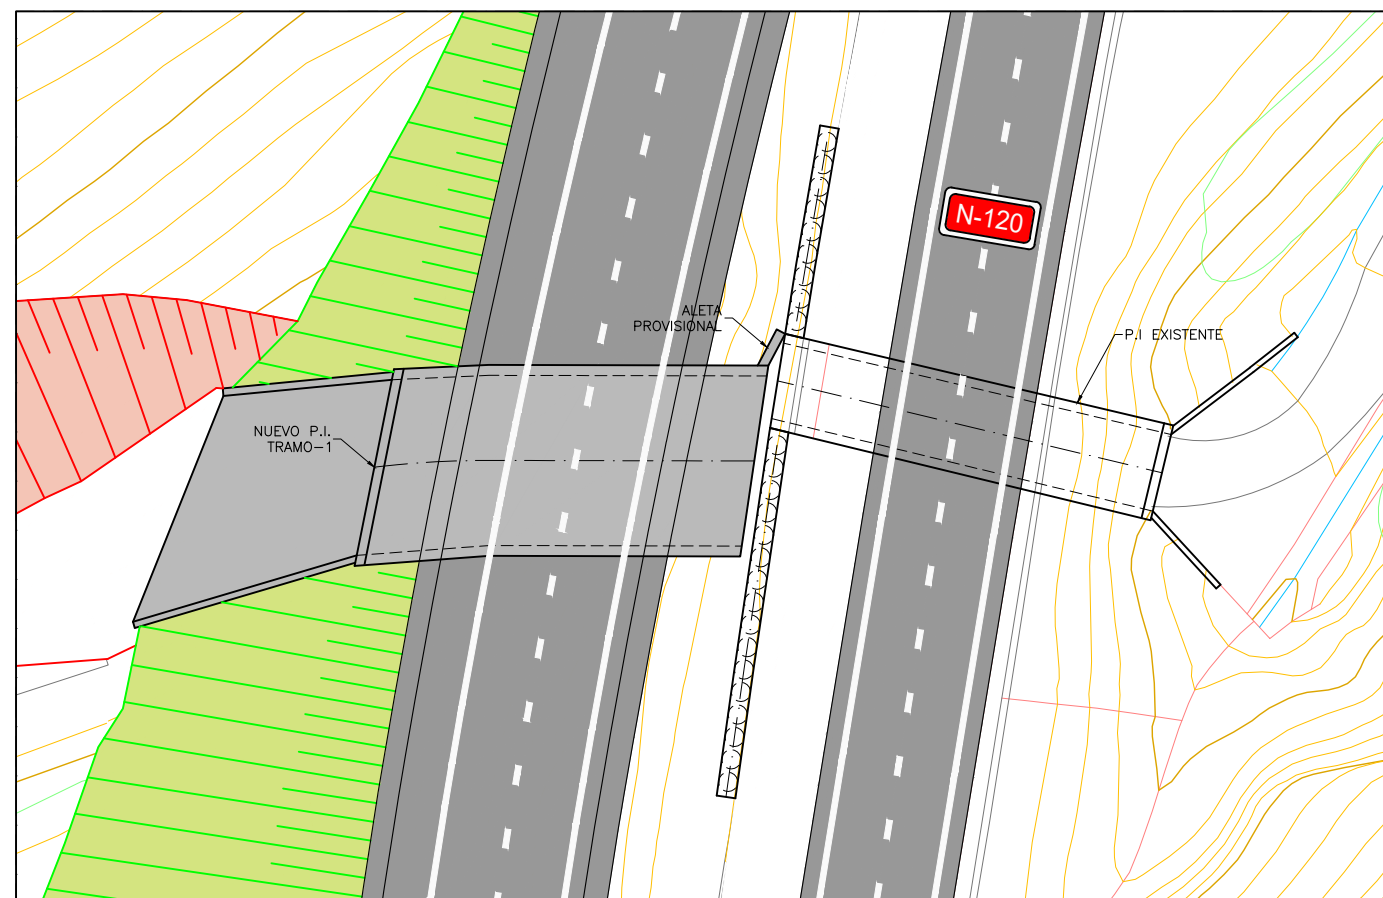 N-120
ALETA
PROVISIONAL
P.I EXISTENTE
NUEVO P.I.
TRAMO-1